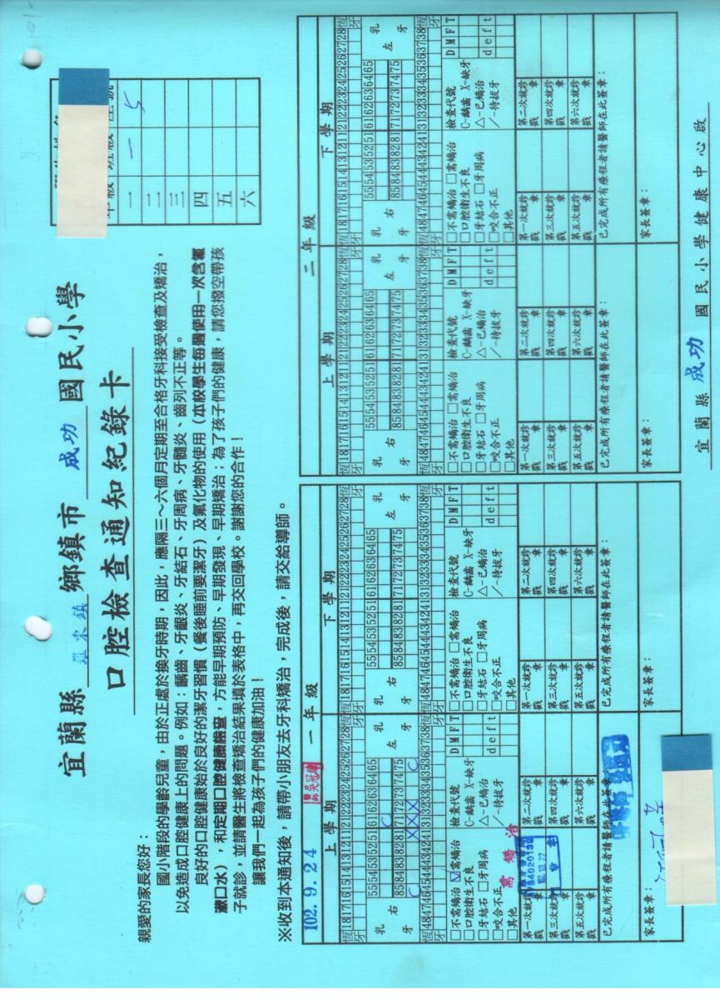 宜蘭縣 羅東鎮 鄉鎮市 成功 國民小學
口腔檢查通知紀錄卡
年級 班級 座號
一 一 5
二
三
四
五
六
親愛的家長您好：
國小階段的學齡兒童，由於正處於換牙時期，因此，應隔三～六個月定期至合格牙科接受檢查及矯治，
以免造成口腔健康上的問題。例如：齲齒、牙齦炎、牙結石、牙周病、牙髓炎、齒列不正等。
良好的口腔健康始於良好的潔牙習慣（餐後睡前要潔牙）及氟化物的使用（本校學生每週使用一次含氟
漱口水），和定期口腔健康檢查，方能早期預防、早期發現、早期矯治；為了孩子們的健康，請您撥空帶孩
子就診，並請醫生將檢查矯治結果填於表格中，再交回學校。謝謝您的合作！
讓我們一起為孩子們的健康加油！
※收到本通知後，請帶小朋友去牙科矯治，完成後，請交給導師。
102. 9. 24 一年級
上學期 下學期
恆牙 18 17 16 15 14 13 12 11 21 22 23 24 25 26 27 28 恆牙
乳牙 右 55 54 53 52 51 61 62 63 64 65 乳牙 左
C
85 84 83 82 81 71 72 73 74 75
C X X X C
恆牙 48 47 46 45 44 43 42 41 31 32 33 34 35 36 37 38 恆牙
□不需矯治 ☑需矯治
□口腔衛生不良
□牙結石 □牙周病
□咬合不正
□其他
需矯治
檢查代號
C-齲齒 X-缺牙
△-已矯治
/-待拔牙
D M F T
d e f t
第一次就診戳章 第二次就診戳章
第三次就診戳章 第四次就診戳章
第五次就診戳章 第六次就診戳章
102.10.22
已完成所有療程者請醫師在此簽章：
家長簽章：
恆牙 18 17 16 15 14 13 12 11 21 22 23 24 25 26 27 28 恆牙
乳牙 右 55 54 53 52 51 61 62 63 64 65 乳牙 左
85 84 83 82 81 71 72 73 74 75
恆牙 48 47 46 45 44 43 42 41 31 32 33 34 35 36 37 38 恆牙
□不需矯治 □需矯治
□口腔衛生不良
□牙結石 □牙周病
□咬合不正
□其他
檢查代號
C-齲齒 X-缺牙
△-已矯治
/-待拔牙
D M F T
d e f t
第一次就診戳章 第二次就診戳章
第三次就診戳章 第四次就診戳章
第五次就診戳章 第六次就診戳章
已完成所有療程者請醫師在此簽章：
家長簽章：
二年級
上學期 下學期
恆牙 18 17 16 15 14 13 12 11 21 22 23 24 25 26 27 28 恆牙
乳牙 右 55 54 53 52 51 61 62 63 64 65 乳牙 左
85 84 83 82 81 71 72 73 74 75
恆牙 48 47 46 45 44 43 42 41 31 32 33 34 35 36 37 38 恆牙
□不需矯治 □需矯治
□口腔衛生不良
□牙結石 □牙周病
□咬合不正
□其他
檢查代號
C-齲齒 X-缺牙
△-已矯治
/-待拔牙
D M F T
d e f t
第一次就診戳章 第二次就診戳章
第三次就診戳章 第四次就診戳章
第五次就診戳章 第六次就診戳章
已完成所有療程者請醫師在此簽章：
家長簽章：
恆牙 18 17 16 15 14 13 12 11 21 22 23 24 25 26 27 28 恆牙
乳牙 右 55 54 53 52 51 61 62 63 64 65 乳牙 左
85 84 83 82 81 71 72 73 74 75
恆牙 48 47 46 45 44 43 42 41 31 32 33 34 35 36 37 38 恆牙
□不需矯治 □需矯治
□口腔衛生不良
□牙結石 □牙周病
□咬合不正
□其他
檢查代號
C-齲齒 X-缺牙
△-已矯治
/-待拔牙
D M F T
d e f t
第一次就診戳章 第二次就診戳章
第三次就診戳章 第四次就診戳章
第五次就診戳章 第六次就診戳章
已完成所有療程者請醫師在此簽章：
家長簽章：
宜蘭縣 成功 國民小學健康中心啟